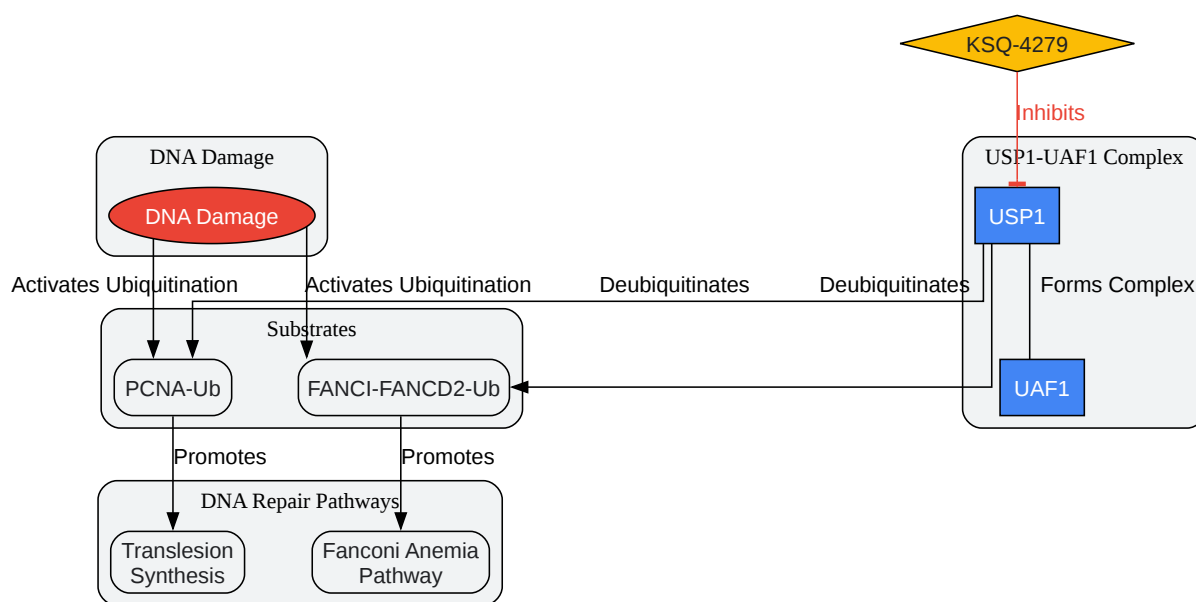 KSQ-4279
Inhibits
DNA Damage
USP1-UAF1 Complex
DNA Damage
USP1
Activates Ubiquitination
Activates Ubiquitination
Deubiquitinates
Deubiquitinates
Forms Complex
Substrates
PCNA-Ub
FANCI-FANCD2-Ub
UAF1
Promotes
Promotes
DNA Repair Pathways
Translesion
Synthesis
Fanconi Anemia
Pathway